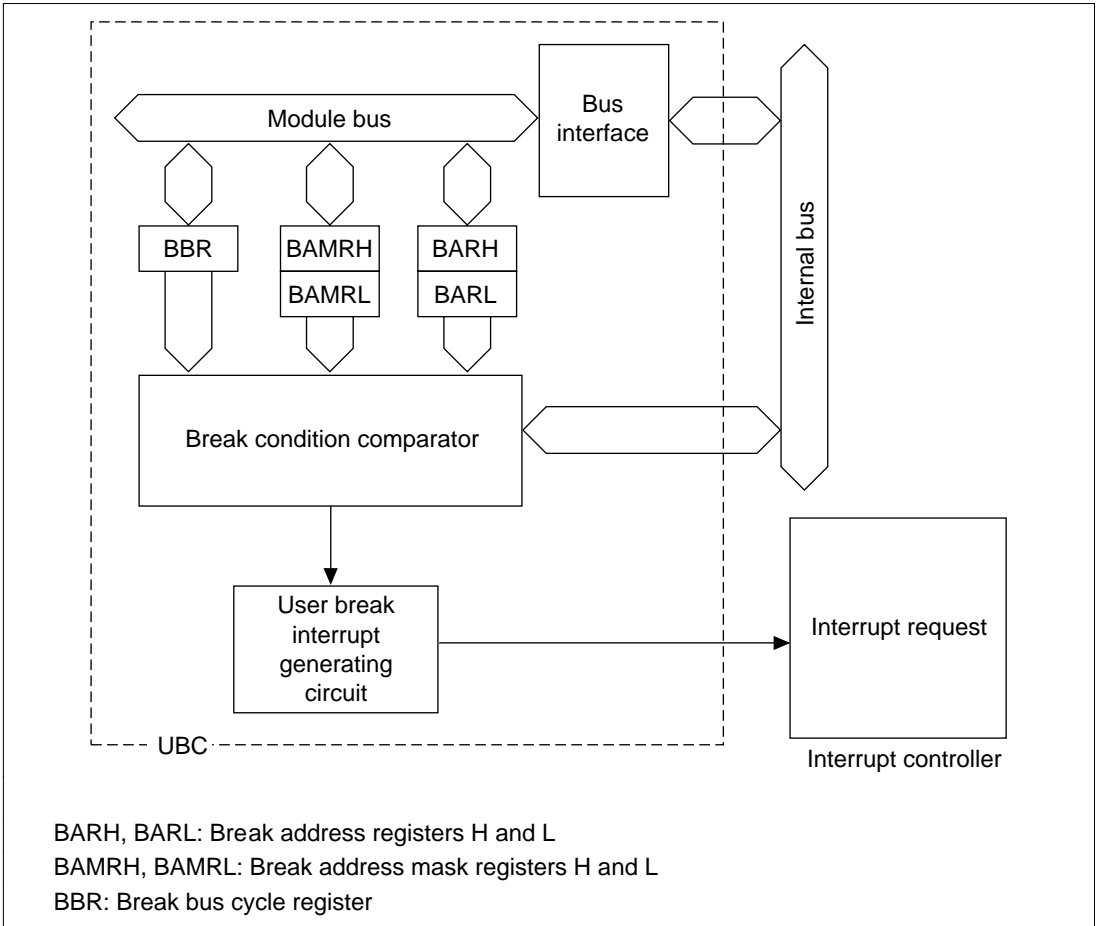 Bus
interface
Module bus
BBR
BAMRH
BARH
BAMRL
BARL
Internal bus
Break condition comparator
User break
interrupt
generating
circuit
Interrupt request
UBC
Interrupt controller
BARH, BARL: Break address registers H and L
BAMRH, BAMRL: Break address mask registers H and L
BBR: Break bus cycle register